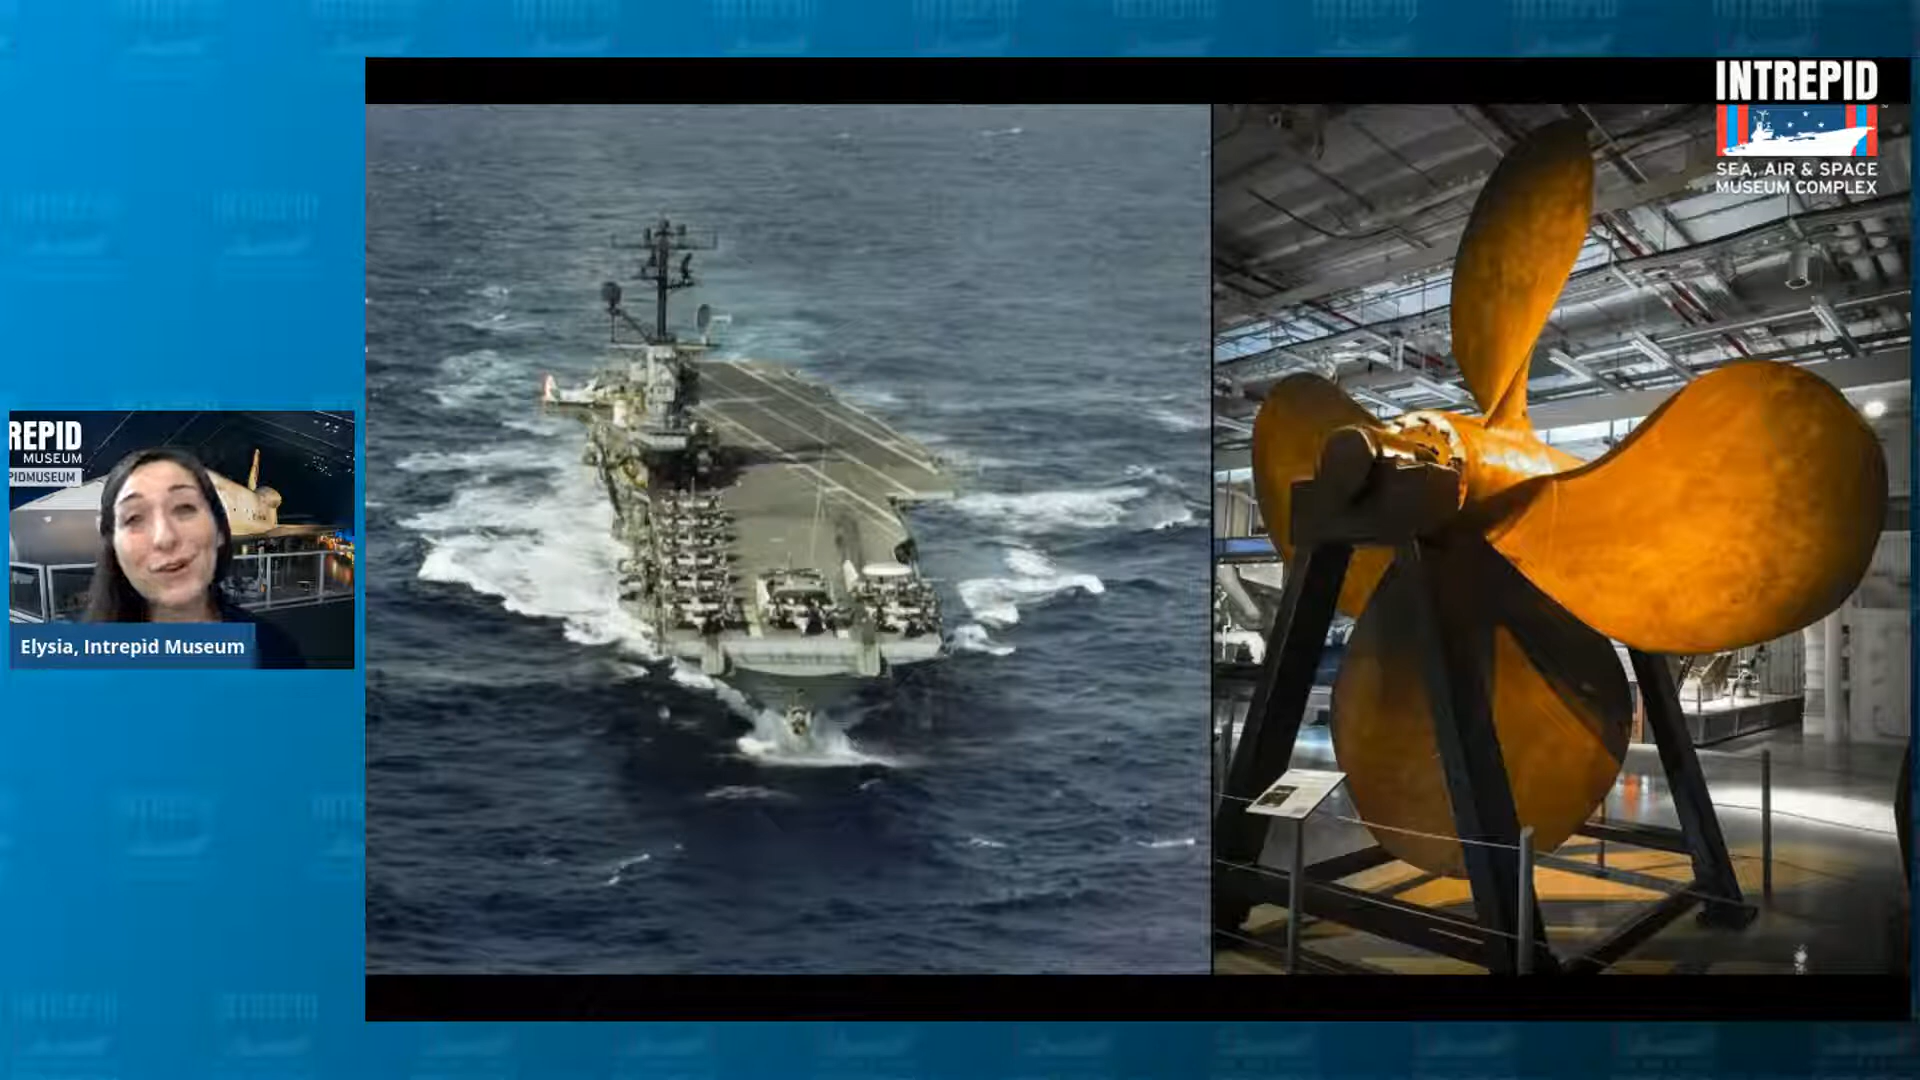 INTREPID
SEA, AIR & SPACE
MUSEUM COMPLEX
REPID
MUSEUM
PIDMUSEUM
Elysia, Intrepid Museum